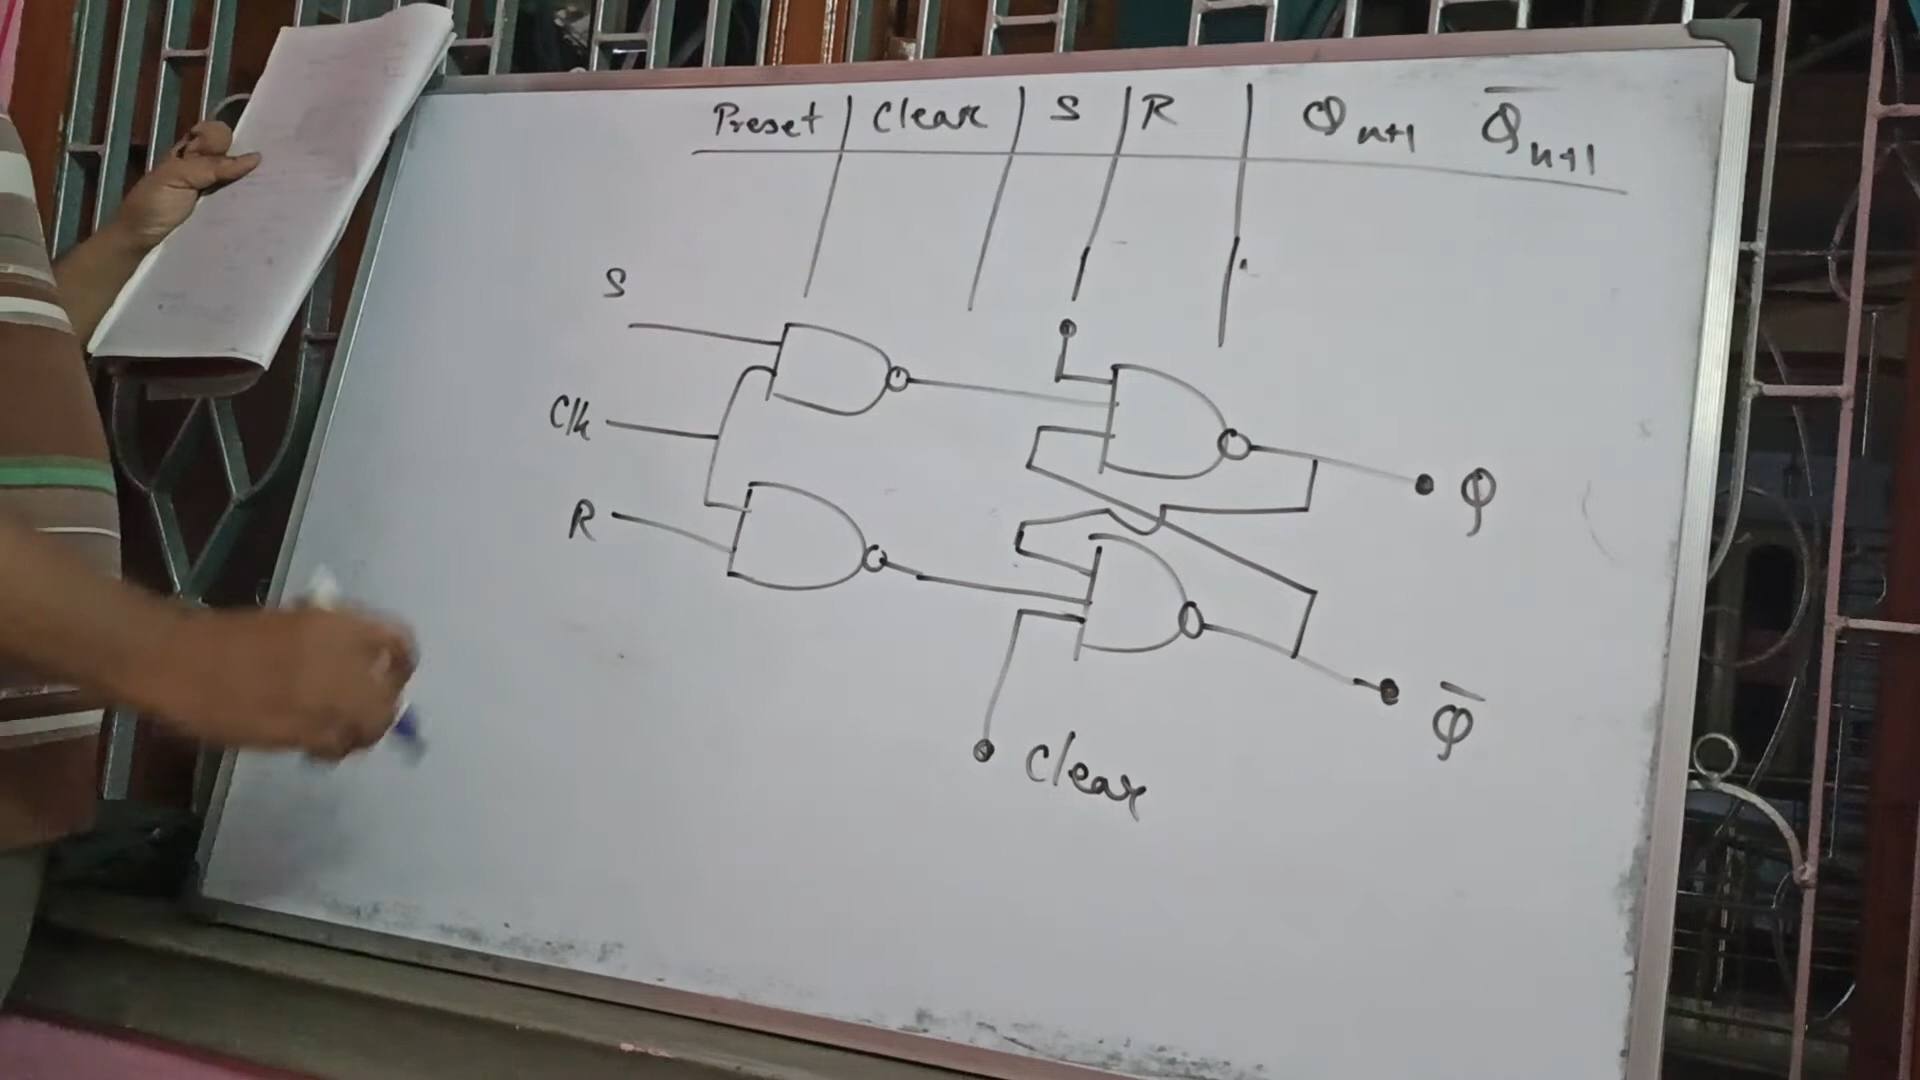 Preset Clear S R Qn+1 Q̅n+1
S
Clk
R
Q
Q̅
Clear